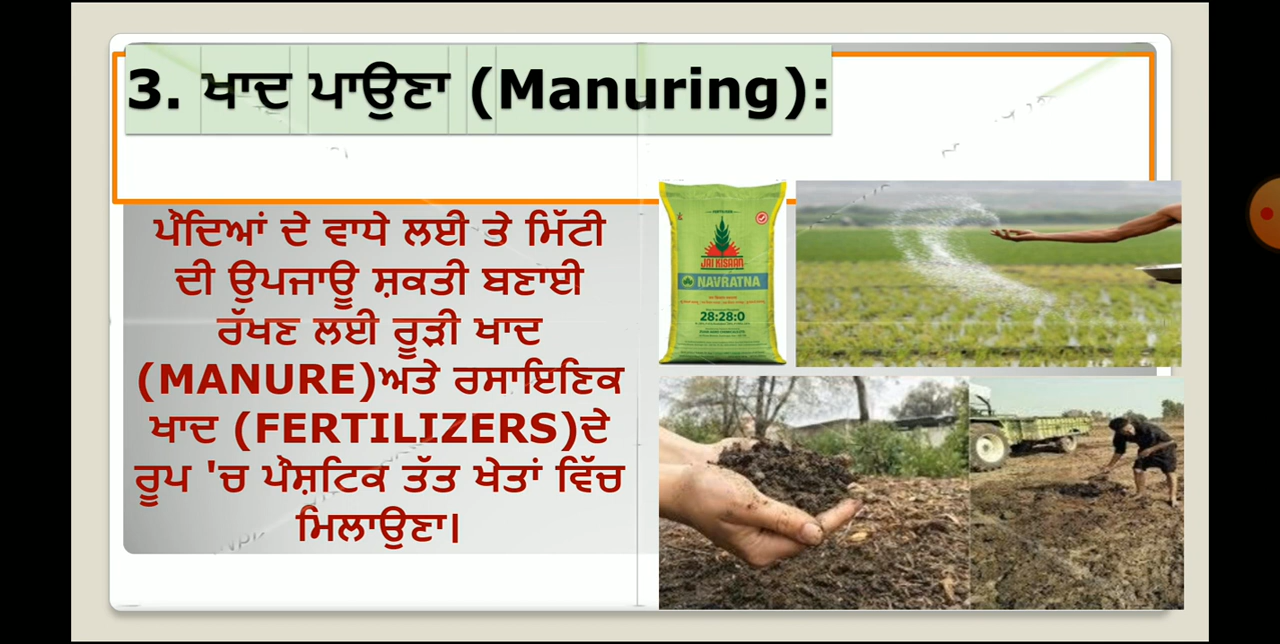 3. ਖਾਦ ਪਾਉਣਾ (Manuring):
ਪੌਦਿਆਂ ਦੇ ਵਾਧੇ ਲਈ ਤੇ ਮਿੱਟੀ
ਦੀ ਉਪਜਾਊ ਸ਼ਕਤੀ ਬਣਾਈ
ਰੱਖਣ ਲਈ ਰੂੜੀ ਖਾਦ
(MANURE)ਅਤੇ ਰਸਾਇਣਿਕ
ਖਾਦ (FERTILIZERS)ਦੇ
ਰੂਪ 'ਚ ਪੌਸ਼ਟਿਕ ਤੱਤ ਖੇਤਾਂ ਵਿੱਚ
ਮਿਲਾਉਣਾ।
FERTILIZER
JAI KISAAN
NAVRATNA
28:28:0